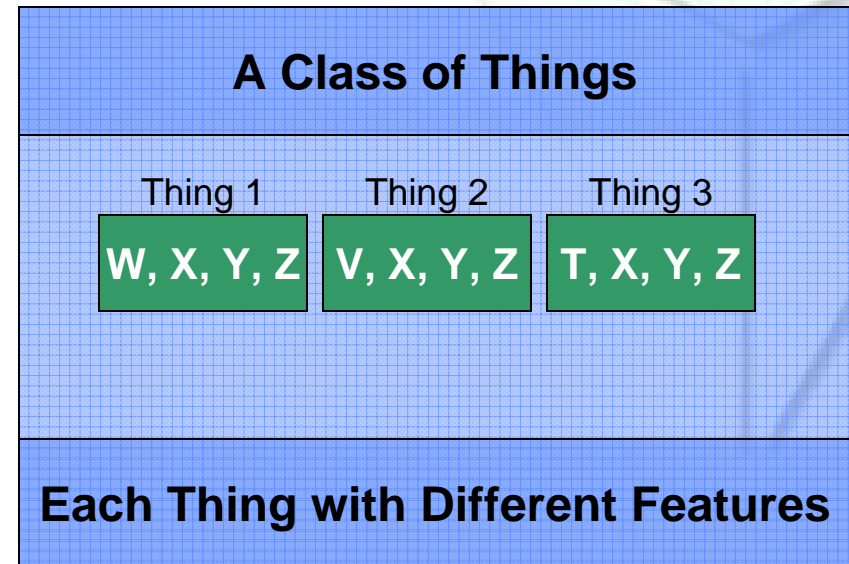 A Class of Things
Thing 1 Thing 2 Thing 3
W, X, Y, Z V, X, Y, Z T, X, Y, Z
Each Thing with Different Features